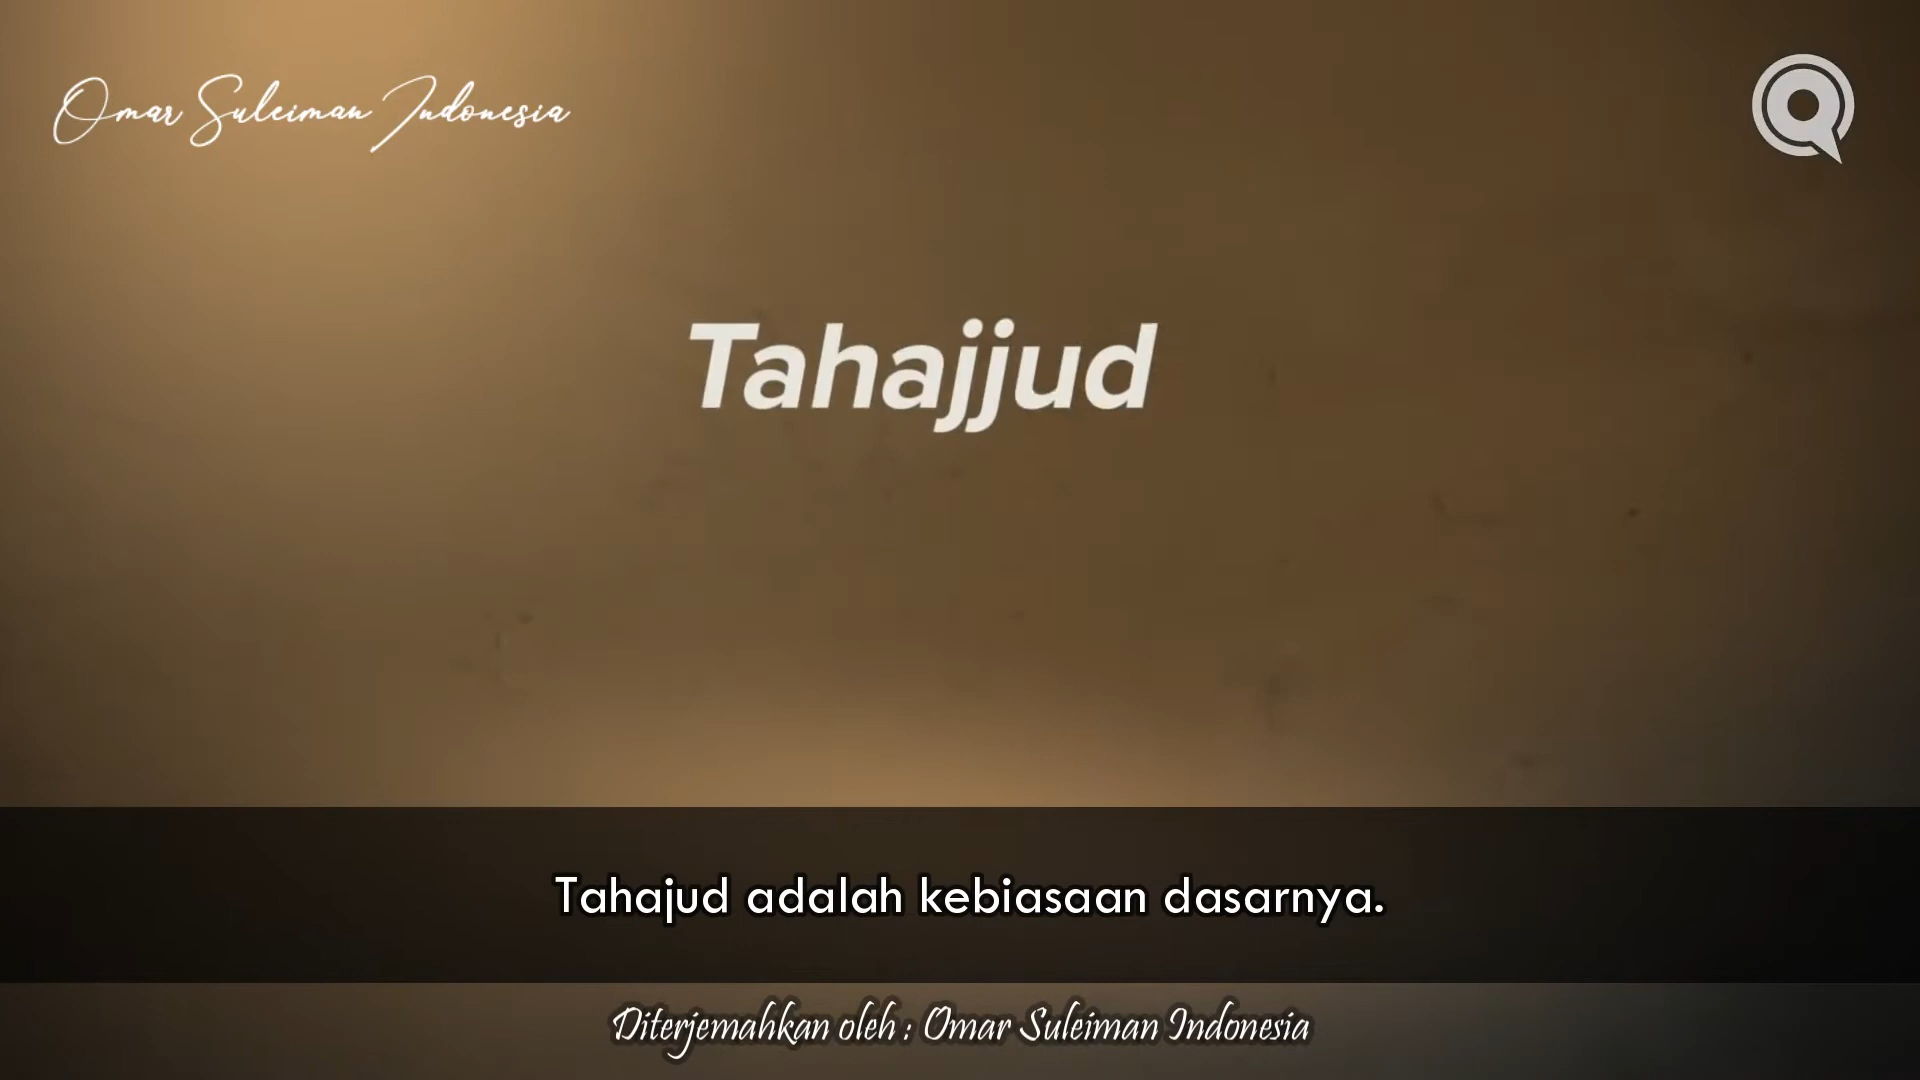 Omar Suleiman Indonesia
Tahajjud
Tahajud adalah kebiasaan dasarnya.
Diterjemahkan oleh : Omar Suleiman Indonesia